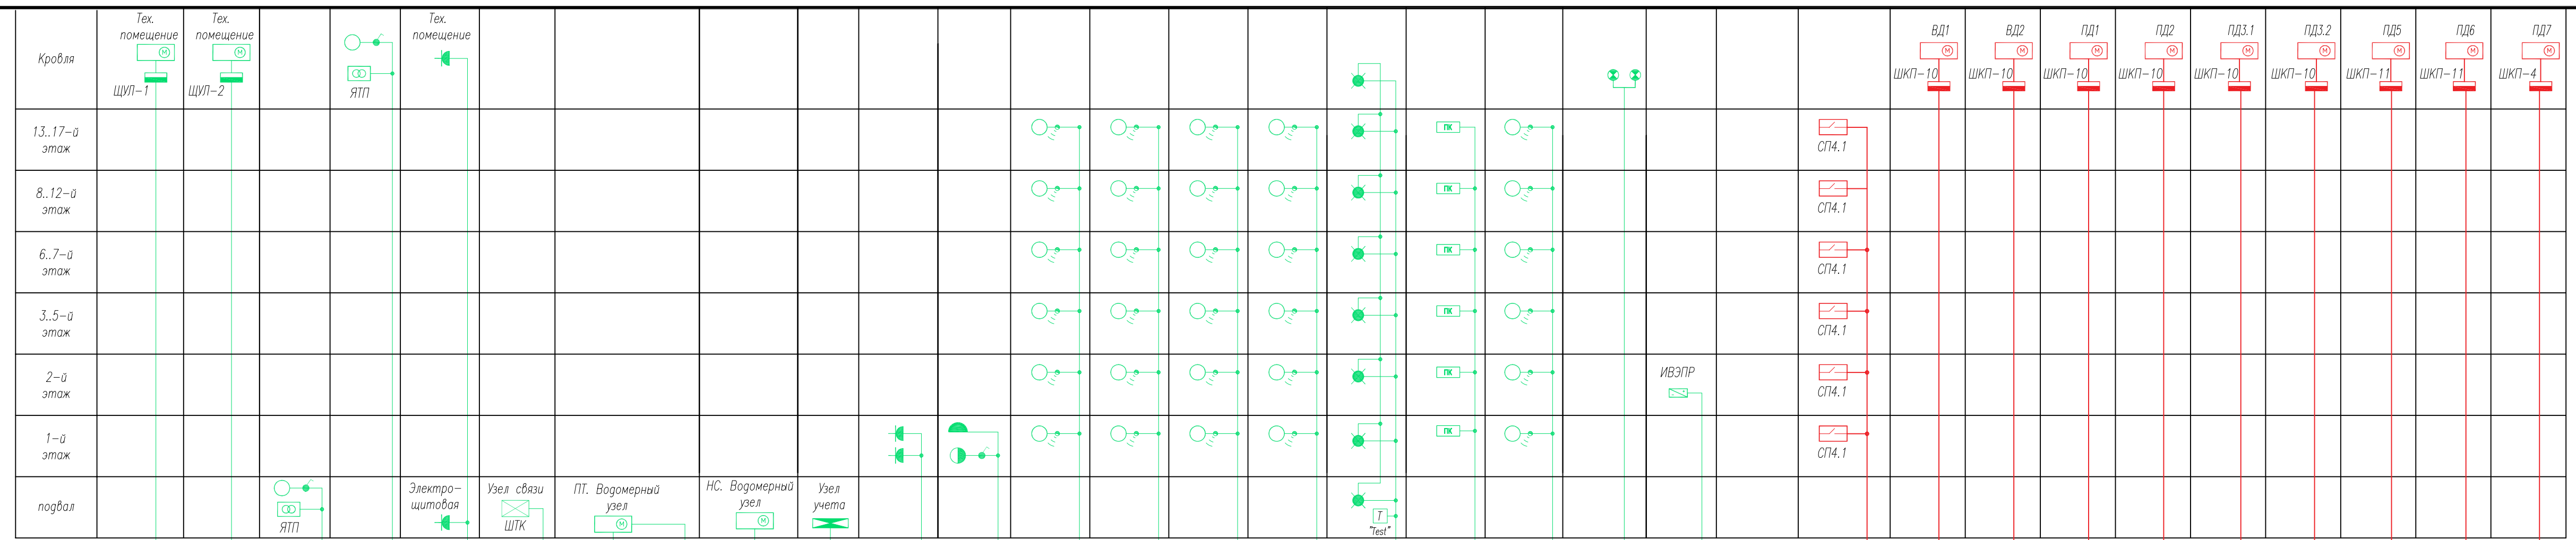 Тех. Тех. Тех.
помещение помещение помещение
ВД1 ВД2 ПД1 ПД2 ПД3.1 ПД3.2 ПД5 ПД6 ПД7
М М М М М М М М М М М
Кровля
ШКП-10 ШКП-10 ШКП-10 ШКП-10 ШКП-10 ШКП-10 ШКП-11 ШКП-11 ШКП-4
ЩУЛ-1 ЩУЛ-2 ЯТП
13..17-й
этаж
ПК
СП4.1
8..12-й
этаж
ПК
СП4.1
6..7-й
этаж
ПК
СП4.1
3..5-й
этаж
ПК
СП4.1
2-й
этаж
ПК
ИВЭПР
СП4.1
1-й
этаж
ПК
СП4.1
подвал
ЯТП
Электро-
щитовая
Узел связи
ШТК
ПТ. Водомерный
узел
М
НС. Водомерный
узел
М
Узел
учета
Т
"Test"